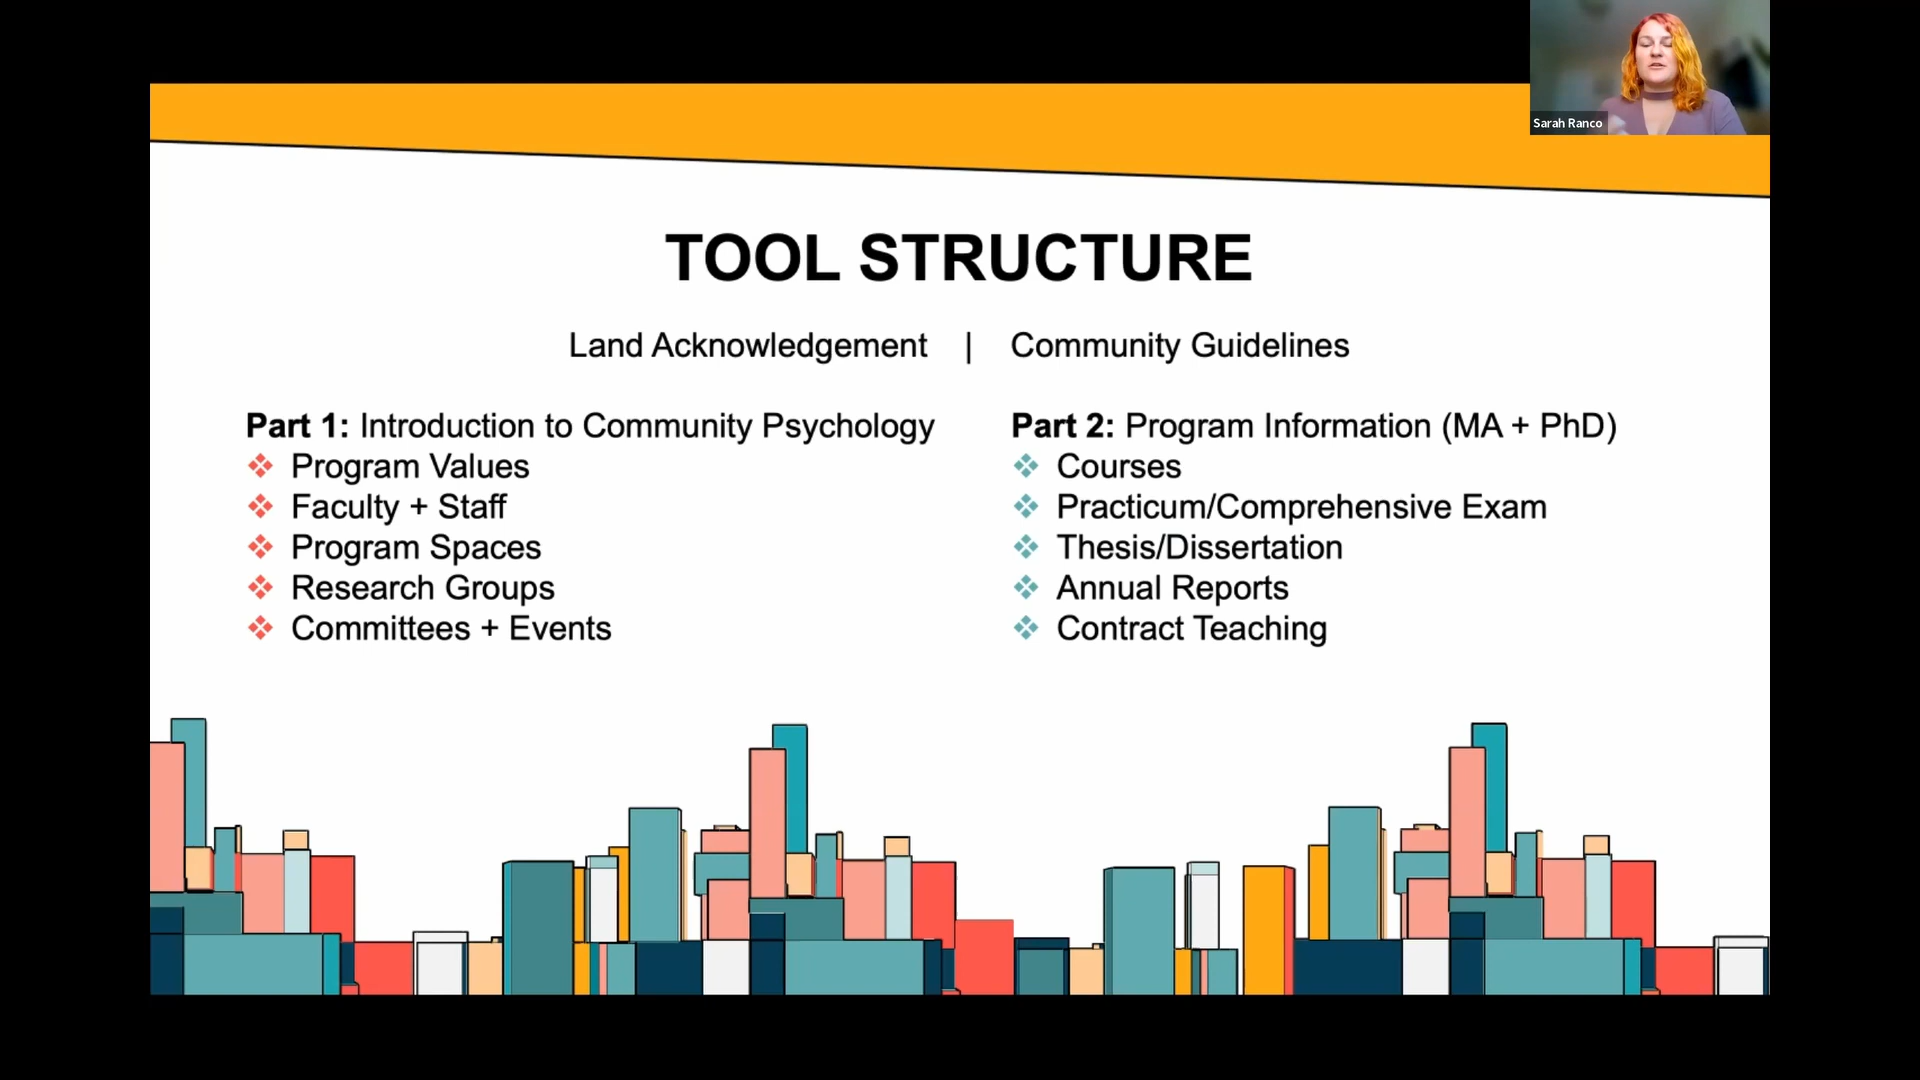 Sarah Ranco
TOOL STRUCTURE
Land Acknowledgement | Community Guidelines
Part 1: Introduction to Community Psychology
❖ Program Values
❖ Faculty + Staff
❖ Program Spaces
❖ Research Groups
❖ Committees + Events
Part 2: Program Information (MA + PhD)
❖ Courses
❖ Practicum/Comprehensive Exam
❖ Thesis/Dissertation
❖ Annual Reports
❖ Contract Teaching